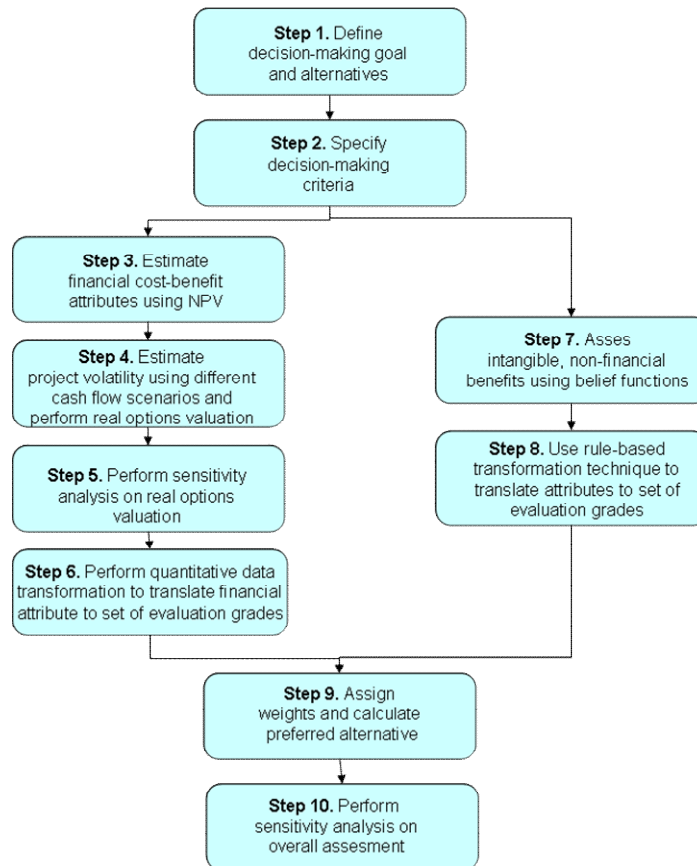 Step 1. Define
decision-making goal
and alternatives
Step 2. Specify
decision-making
criteria
Step 3. Estimate
financial cost-benefit
attributes using NPV
Step 4. Estimate
project volatility using different
cash flow scenarios and
perform real options valuation
Step 5. Perform sensitivity
analysis on real options
valuation
Step 6. Perform quantitative data
transformation to translate financial
attribute to set of evaluation grades
Step 7. Asses
intangible, non-financial
benefits using belief functions
Step 8. Use rule-based
transformation technique to
translate attributes to set of
evaluation grades
Step 9. Assign
weights and calculate
preferred alternative
Step 10. Perform
sensitivity analysis on
overall assesment